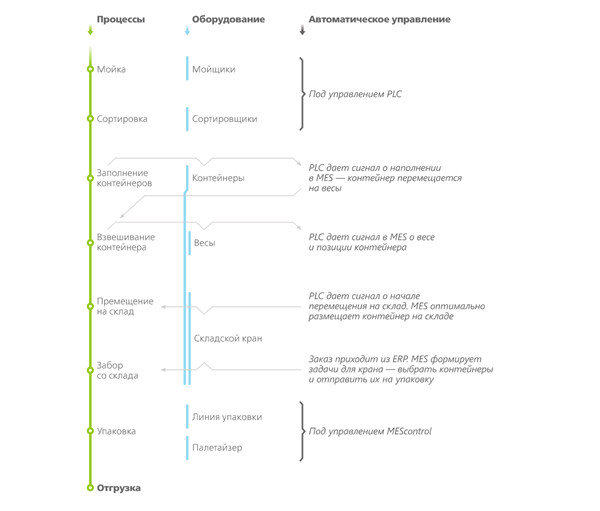 Процессы
Оборудование
Автоматическое управление
Мойка
Мойщики
Под управлением PLC
Сортировка
Сортировщики
Заполнение
контейнеров
Контейнеры
PLC дает сигнал о наполнении
в MES — контейнер перемещается
на весы
Взвешивание
контейнера
Весы
PLC дает сигнал в MES о весе
и позиции контейнера
Премещение
на склад
PLC дает сигнал о начале
перемещения на склад. MES оптимально
размещает контейнер на складе
Складской кран
Забор
со склада
Заказ приходит из ERP. MES формирует
задачи для крана — выбрать контейнеры
и отправить их на упаковку
Упаковка
Линия упаковки
Палетайзер
Под управлением MEScontrol
Отгрузка